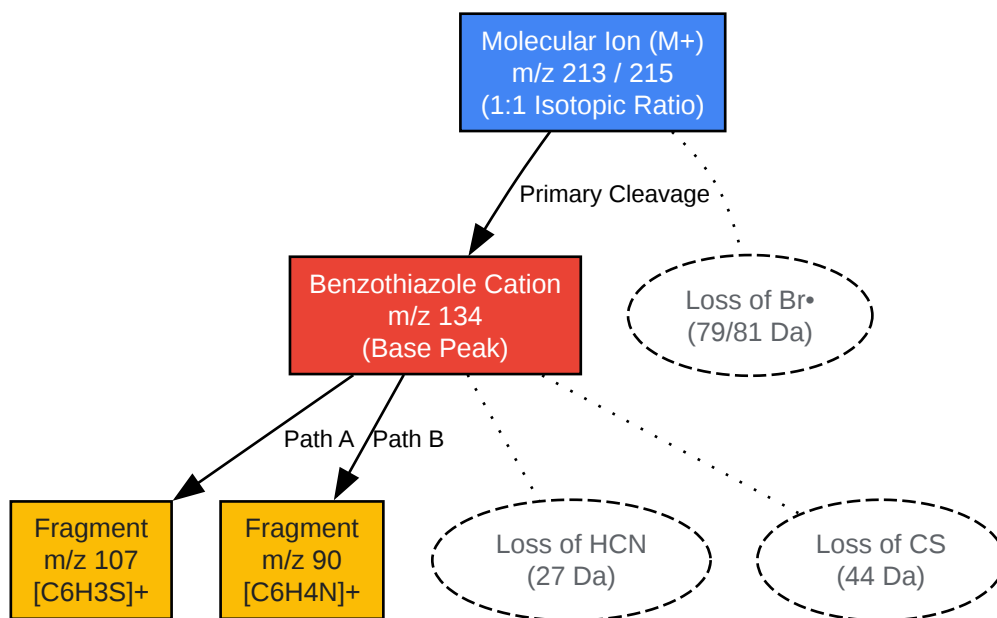 Molecular Ion (M+)
m/z 213 / 215
(1:1 Isotopic Ratio)
Primary Cleavage
Benzothiazole Cation
m/z 134
(Base Peak)
Loss of Br•
(79/81 Da)
Path A
Path B
Fragment
m/z 107
[C6H3S]+
Fragment
m/z 90
[C6H4N]+
Loss of HCN
(27 Da)
Loss of CS
(44 Da)